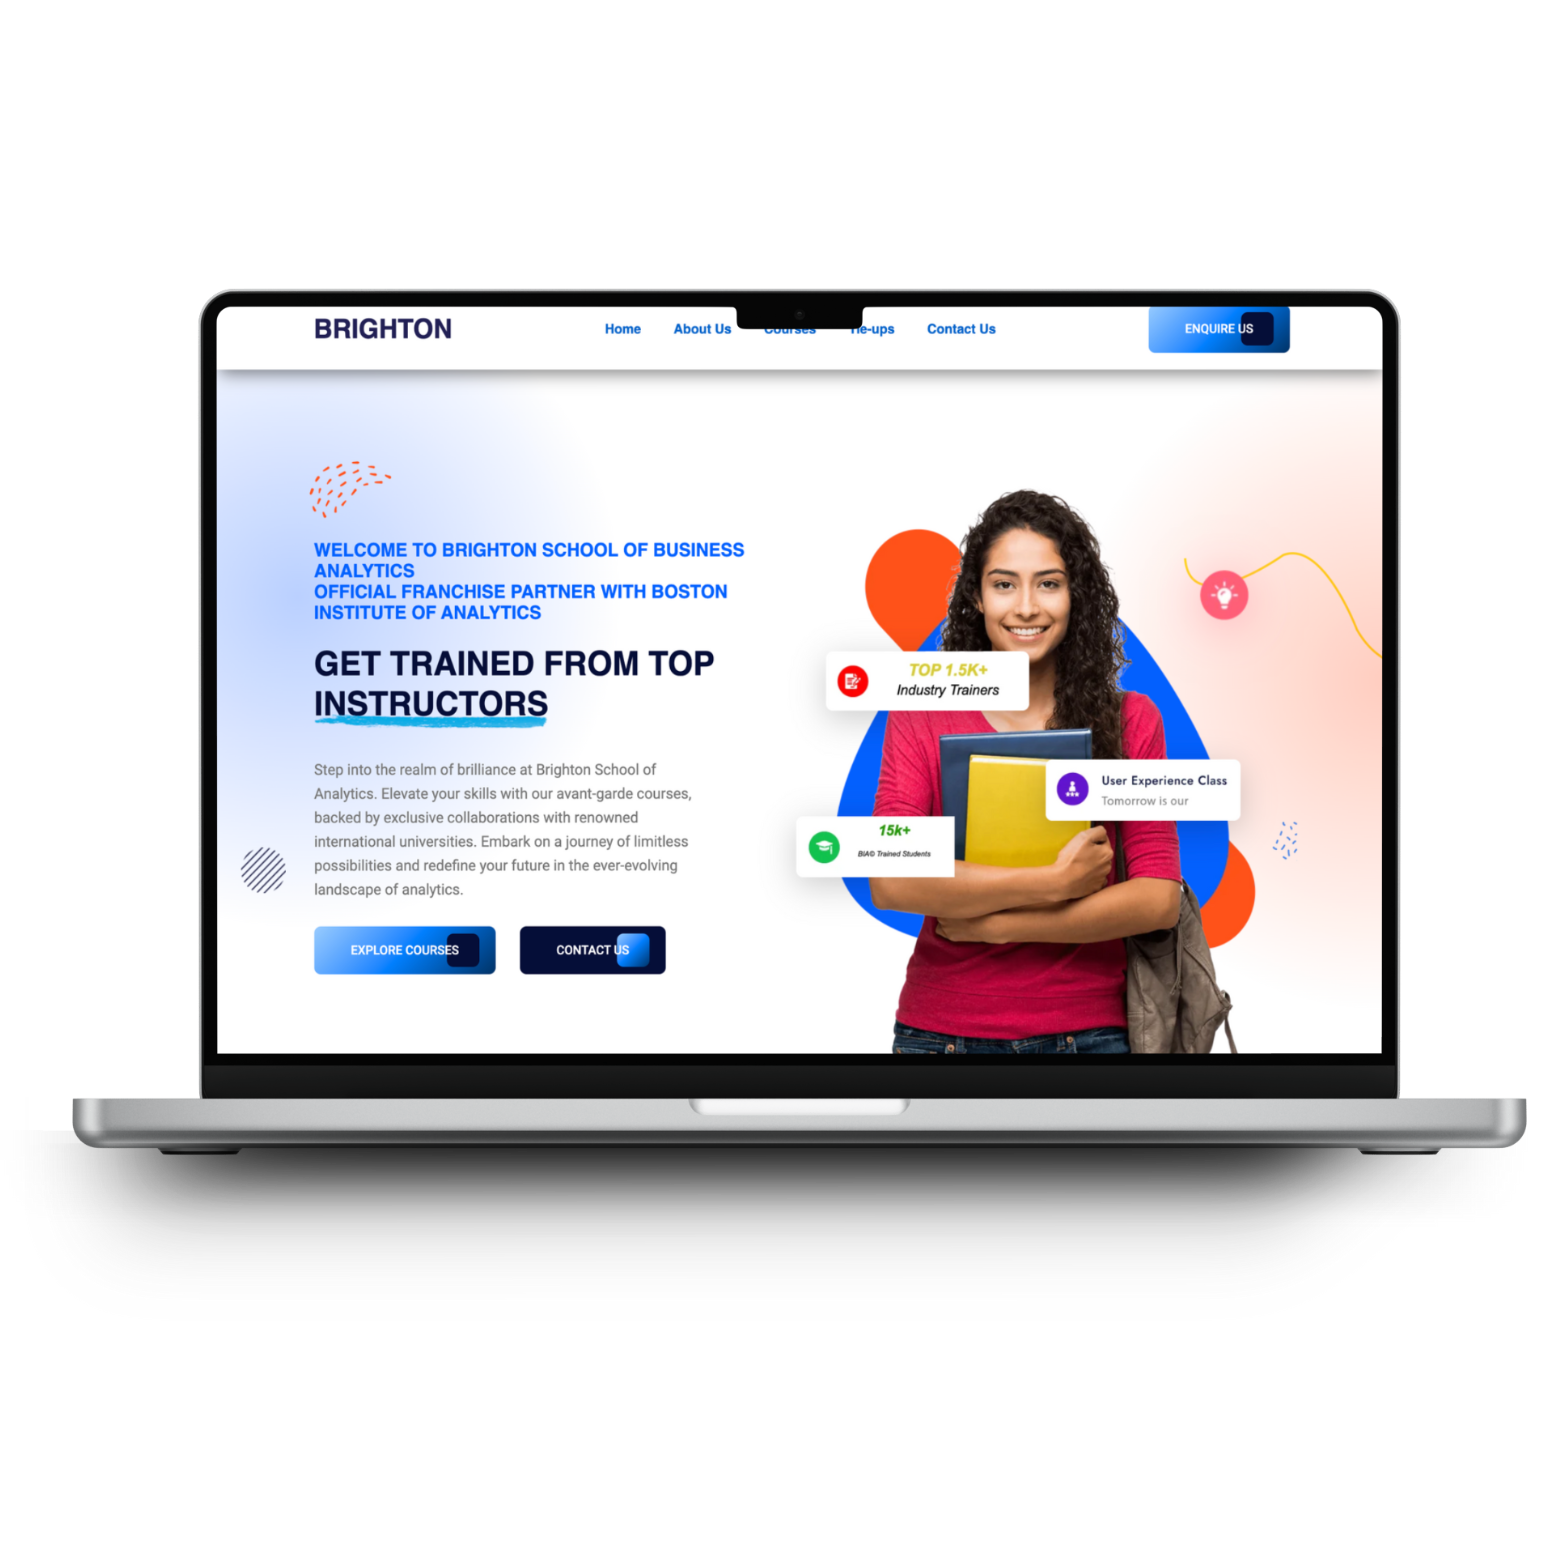 BRIGHTON
Home About Us Courses Tie-ups Contact Us
ENQUIRE US
WELCOME TO BRIGHTON SCHOOL OF BUSINESS
ANALYTICS
OFFICIAL FRANCHISE PARTNER WITH BOSTON
INSTITUTE OF ANALYTICS
GET TRAINED FROM TOP
INSTRUCTORS
Step into the realm of brilliance at Brighton School of
Analytics. Elevate your skills with our avant-garde courses,
backed by exclusive collaborations with renowned
international universities. Embark on a journey of limitless
possibilities and redefine your future in the ever-evolving
landscape of analytics.
EXPLORE COURSES
CONTACT US
TOP 1.5K+
Industry Trainers
User Experience Class
Tomorrow is our
15k+
BIA© Trained Students